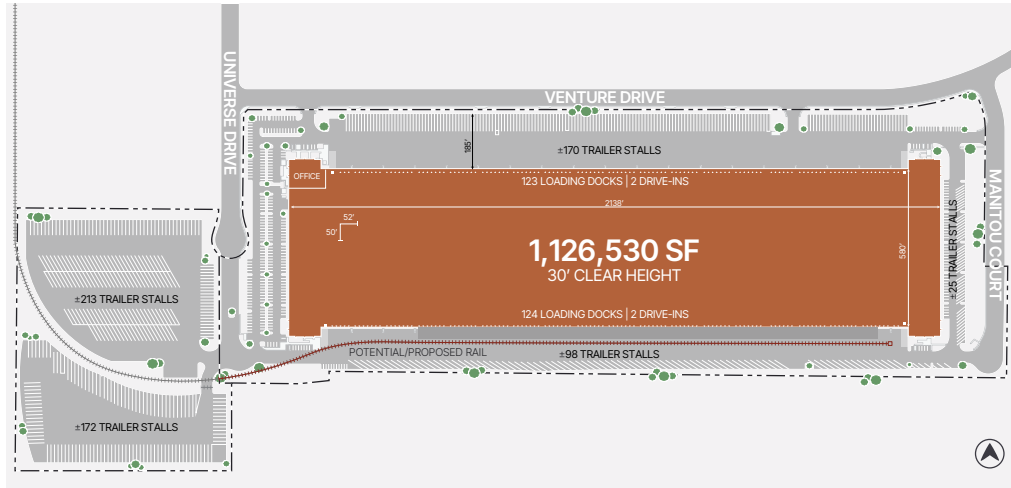 UNIVERSE DRIVE
VENTURE DRIVE
MANITOU COURT
185'
±170 TRAILER STALLS
OFFICE
123 LOADING DOCKS | 2 DRIVE-INS
2138'
52'
50'
1,126,530 SF
30' CLEAR HEIGHT
580'
±25 TRAILER STALLS
±213 TRAILER STALLS
124 LOADING DOCKS | 2 DRIVE-INS
POTENTIAL/PROPOSED RAIL
±98 TRAILER STALLS
±172 TRAILER STALLS